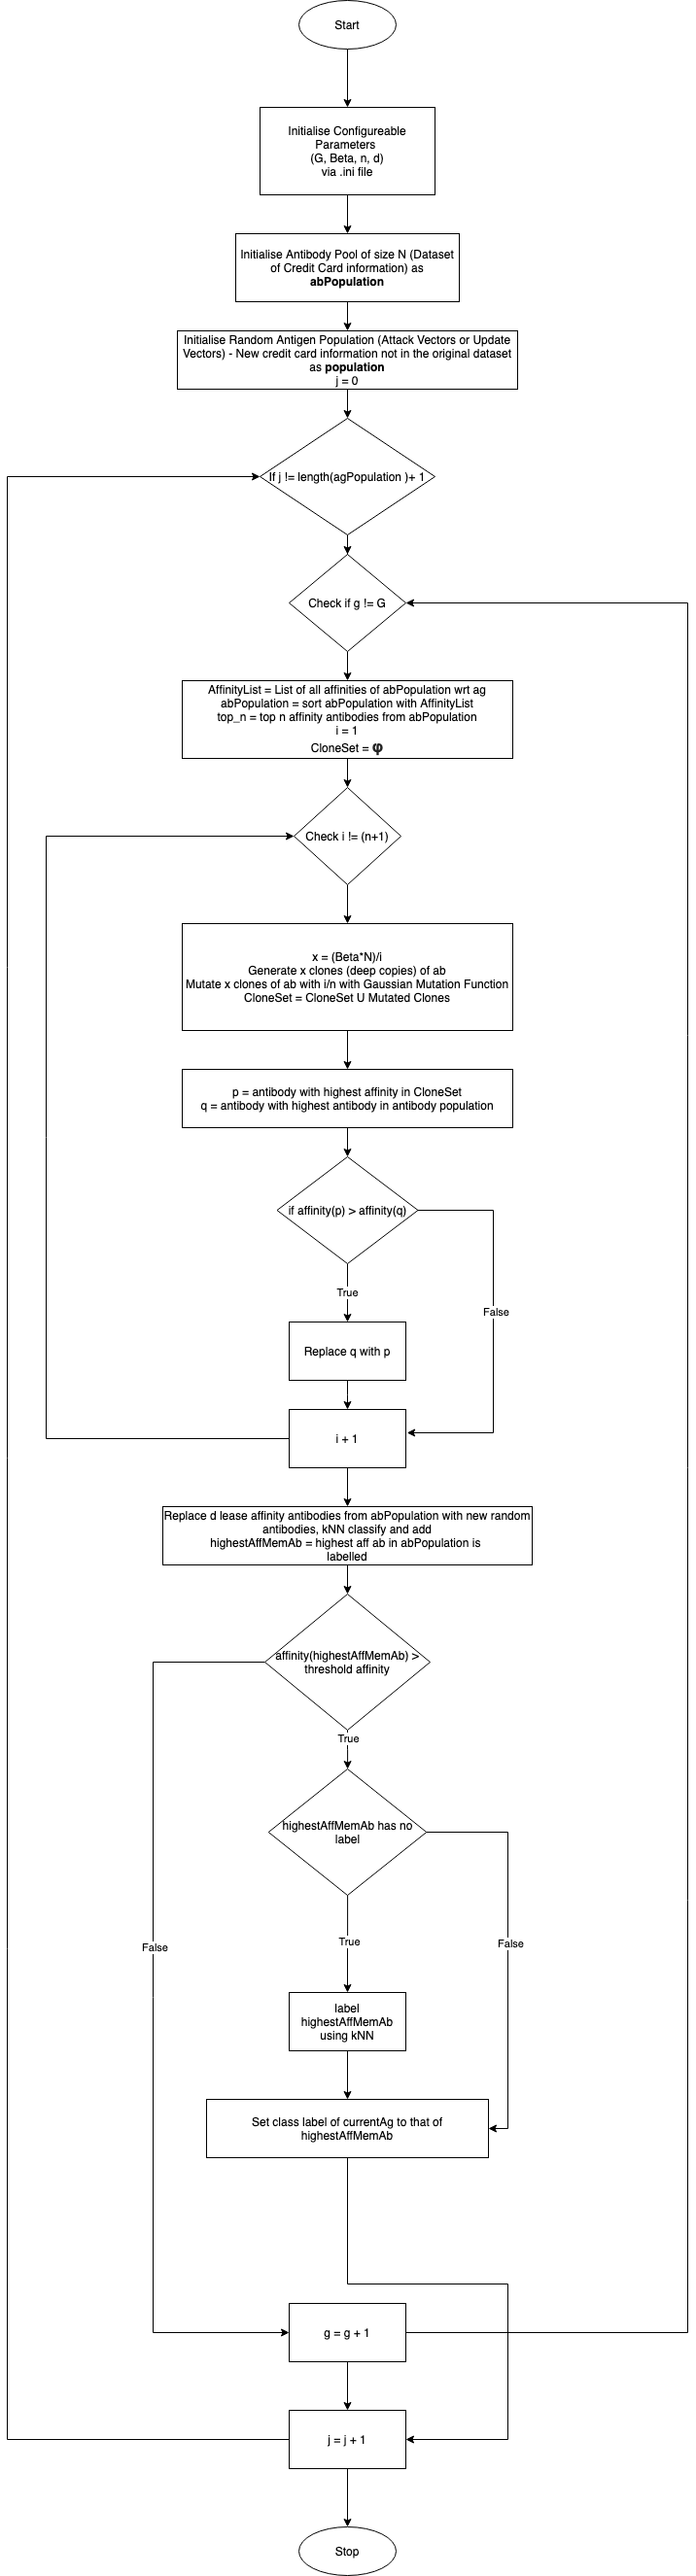 Start
Initialise Configureable
Parameters
(G, Beta, n, d)
via .ini file
Initialise Antibody Pool of size N (Dataset
of Credit Card information) as
abPopulation
Initialise Random Antigen Population (Attack Vectors or Update
Vectors) - New credit card information not in the original dataset
as population
j = 0
If j != length(agPopulation )+ 1
Check if g != G
AffinityList = List of all affinities of abPopulation wrt ag
abPopulation = sort abPopulation with AffinityList
top_n = top n affinity antibodies from abPopulation
i = 1
CloneSet = φ
Check i != (n+1)
x = (Beta*N)/i
Generate x clones (deep copies) of ab
Mutate x clones of ab with i/n with Gaussian Mutation Function
CloneSet = CloneSet U Mutated Clones
p = antibody with highest affinity in CloneSet
q = antibody with highest antibody in antibody population
if affinity(p) > affinity(q)
True
False
Replace q with p
i + 1
Replace d lease affinity antibodies from abPopulation with new random
antibodies, kNN classify and add
highestAffMemAb = highest aff ab in abPopulation is
labelled
affinity(highestAffMemAb) >
threshold affinity
True
highestAffMemAb has no
label
True
False
False
label
highestAffMemAb
using kNN
Set class label of currentAg to that of
highestAffMemAb
g = g + 1
j = j + 1
Stop